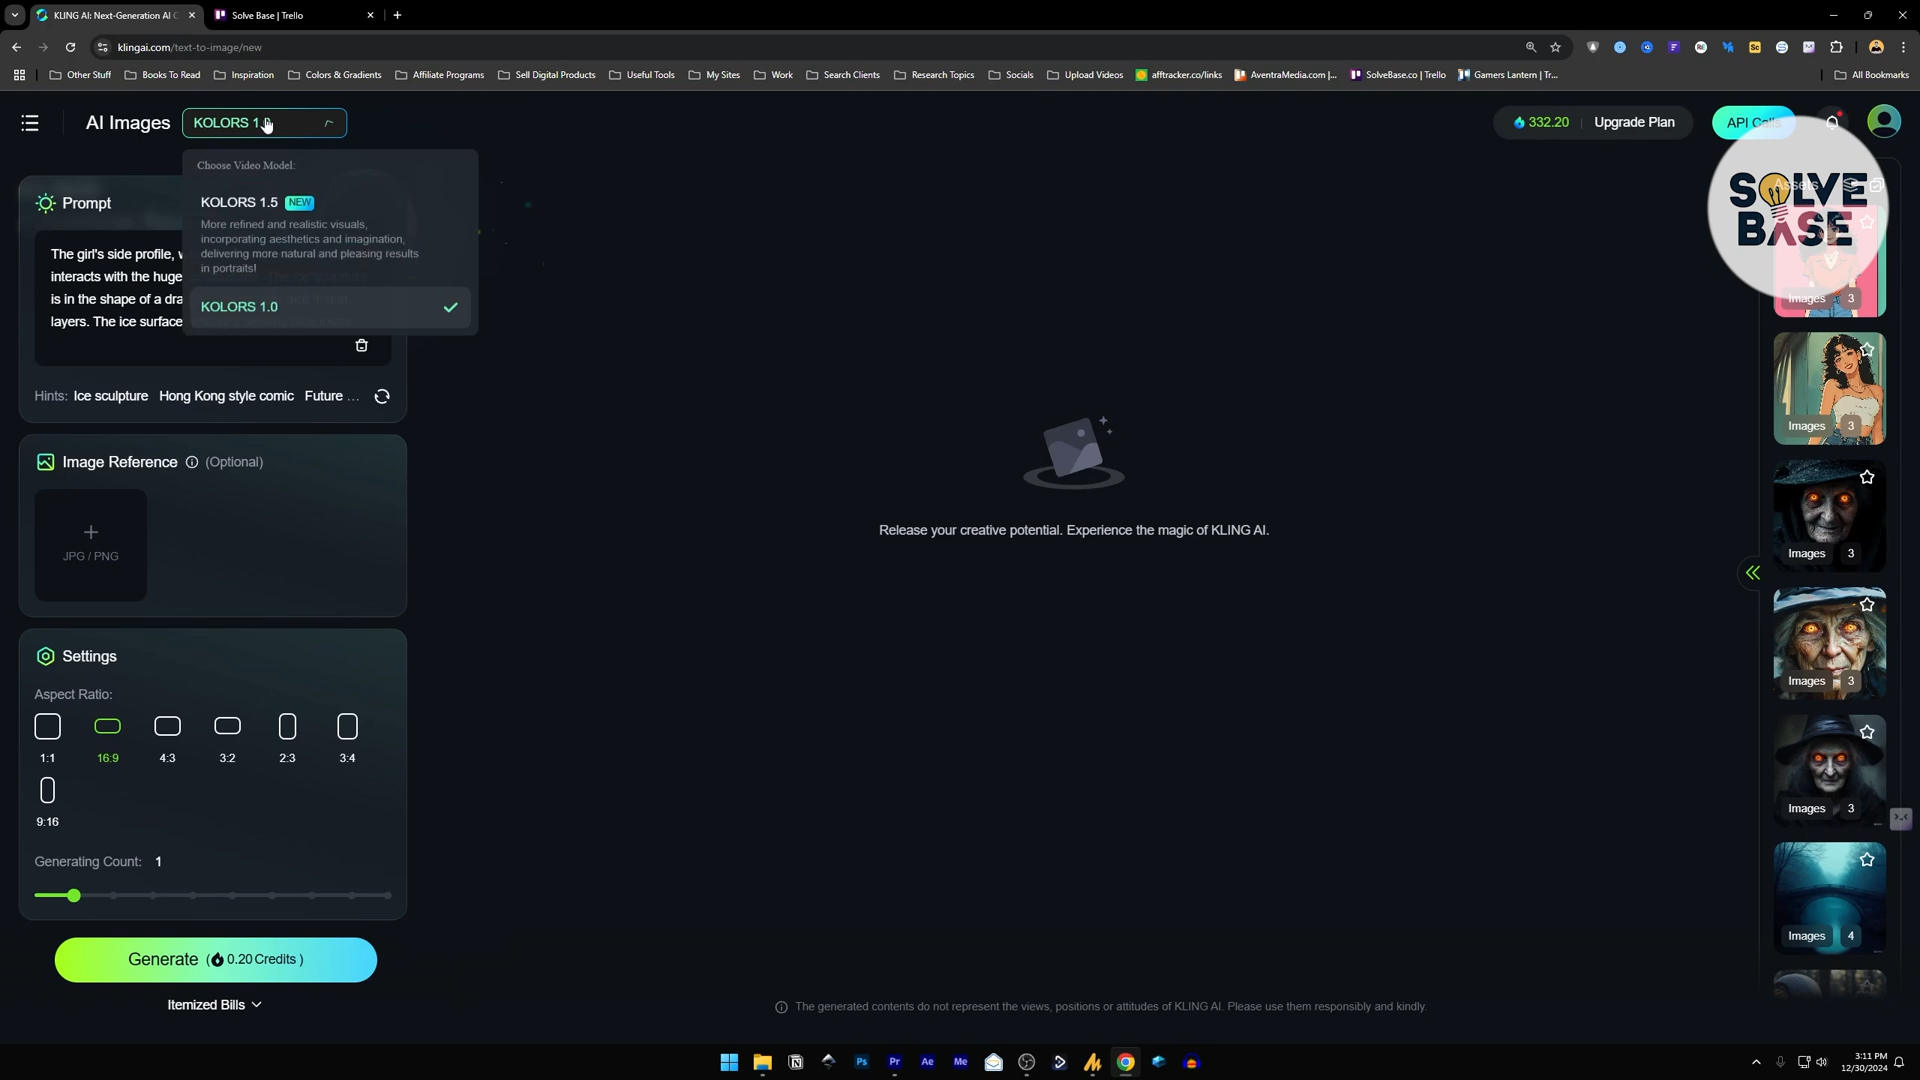 KLING AI: Next-Generation AI C
Solve Base | Trello
klingai.com/text-to-image/new
Other Stuff
Books To Read
Inspiration
Colors & Gradients
Affiliate Programs
Sell Digital Products
Useful Tools
My Sites
Work
Search Clients
Research Topics
Socials
Upload Videos
afftracker.co/links
AventraMedia.com |...
SolveBase.co | Trello
Gamers Lantern | Tr...
All Bookmarks
AI Images
KOLORS 1.
332.20
Upgrade Plan
API Calls
Choose Video Model:
KOLORS 1.5 NEW
More refined and realistic visuals,
incorporating aesthetics and imagination,
delivering more natural and pleasing results
in portraits!
KOLORS 1.0
Prompt
The girl's side profile,
interacts with the huge
is in the shape of a dra
layers. The ice surface
Hints: Ice sculpture Hong Kong style comic Future ...
Image Reference (Optional)
JPG / PNG
Settings
Aspect Ratio:
1:1 16:9 4:3 3:2 2:3 3:4
9:16
Generating Count: 1
Generate ( 0.20 Credits )
Itemized Bills
Release your creative potential. Experience the magic of KLING AI.
The generated contents do not represent the views, positions or attitudes of KLING AI. Please use them responsibly and kindly.
Assets
SOLVE
BASE
Images 3
Images 3
Images 3
Images 3
Images 3
Images 4
Ps
Pr
Ae
Me
3:11 PM
12/30/2024